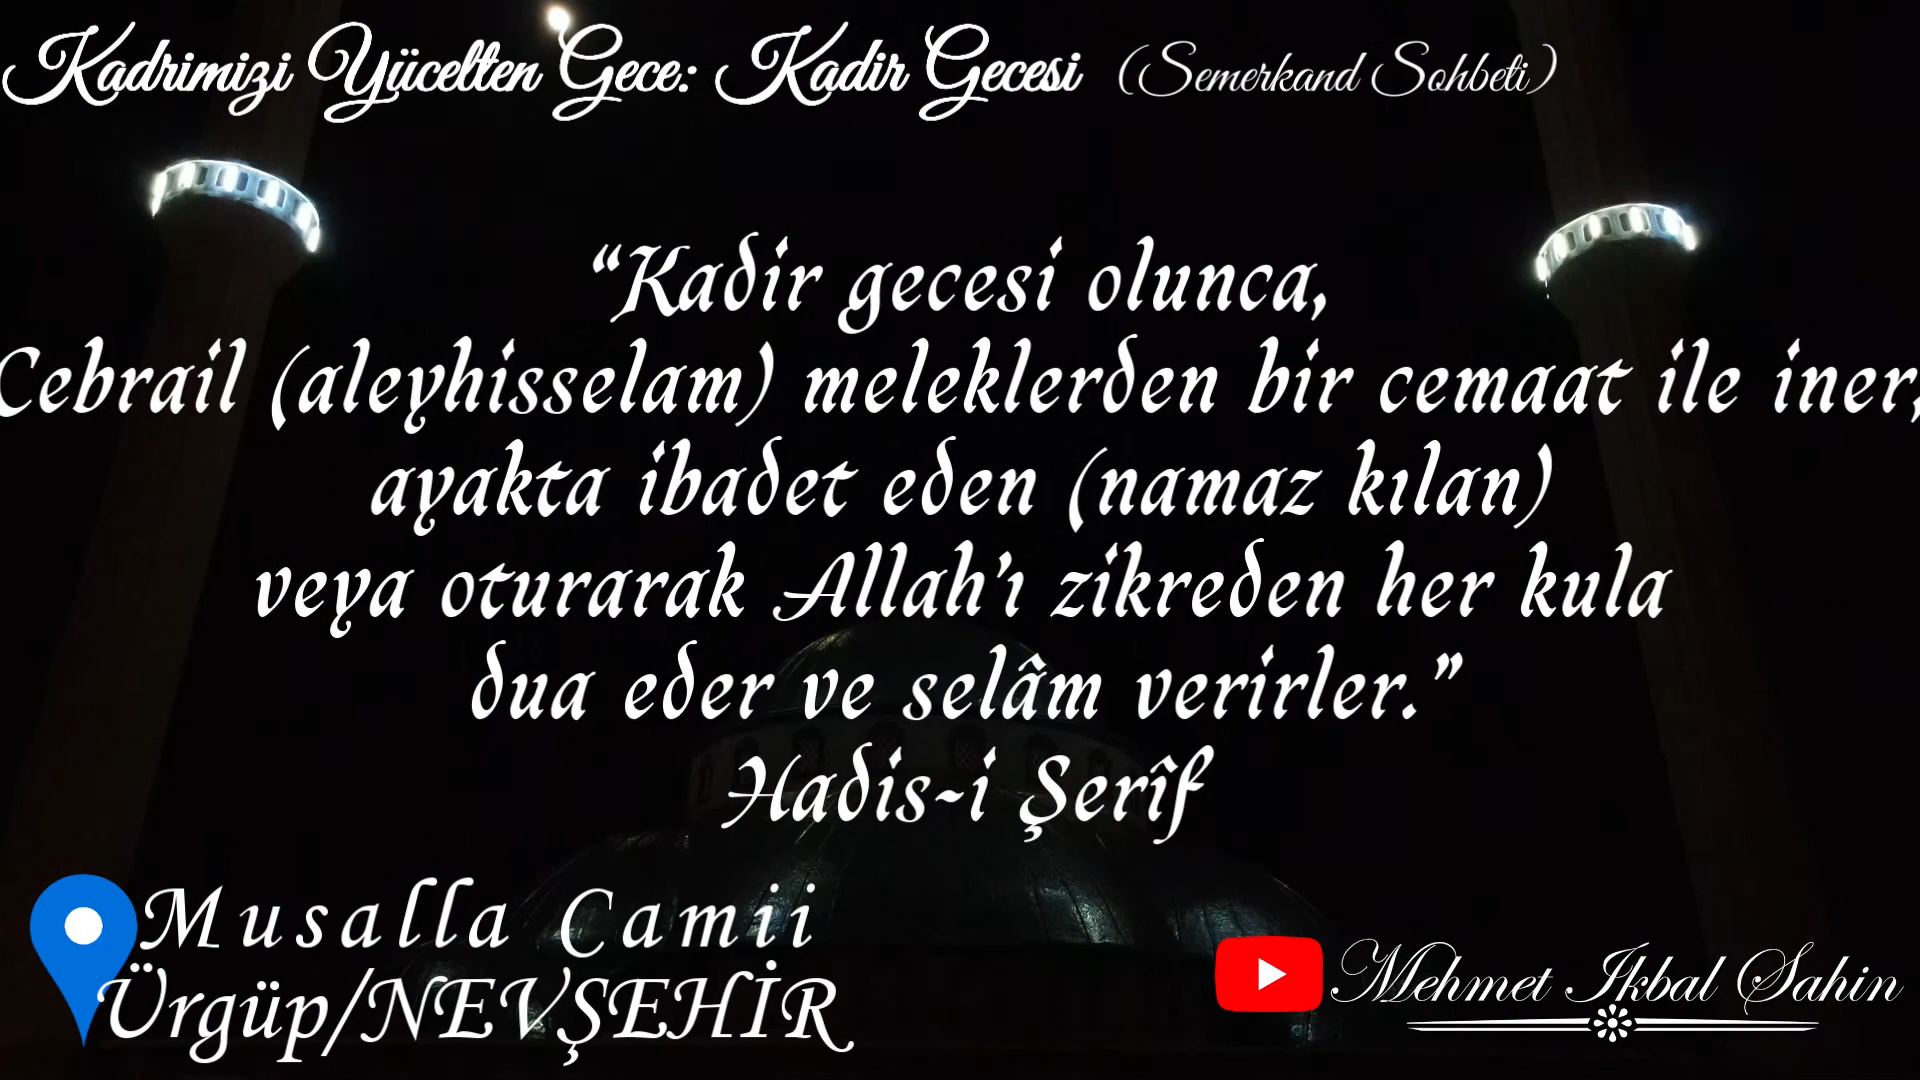 Kadrimizi Yücelten Gece: Kadir Gecesi (Semerkand Sohbeti)
“Kadir gecesi olunca,
Cebrail (aleyhisselam) meleklerden bir cemaat ile iner,
ayakta ibadet eden (namaz kılan)
veya oturarak Allah’ı zikreden her kula
dua eder ve selâm verirler.”
Hadis-i Şerîf
Musalla Camii
Ürgüp/NEVŞEHİR
Mehmet Ikbal Sahin